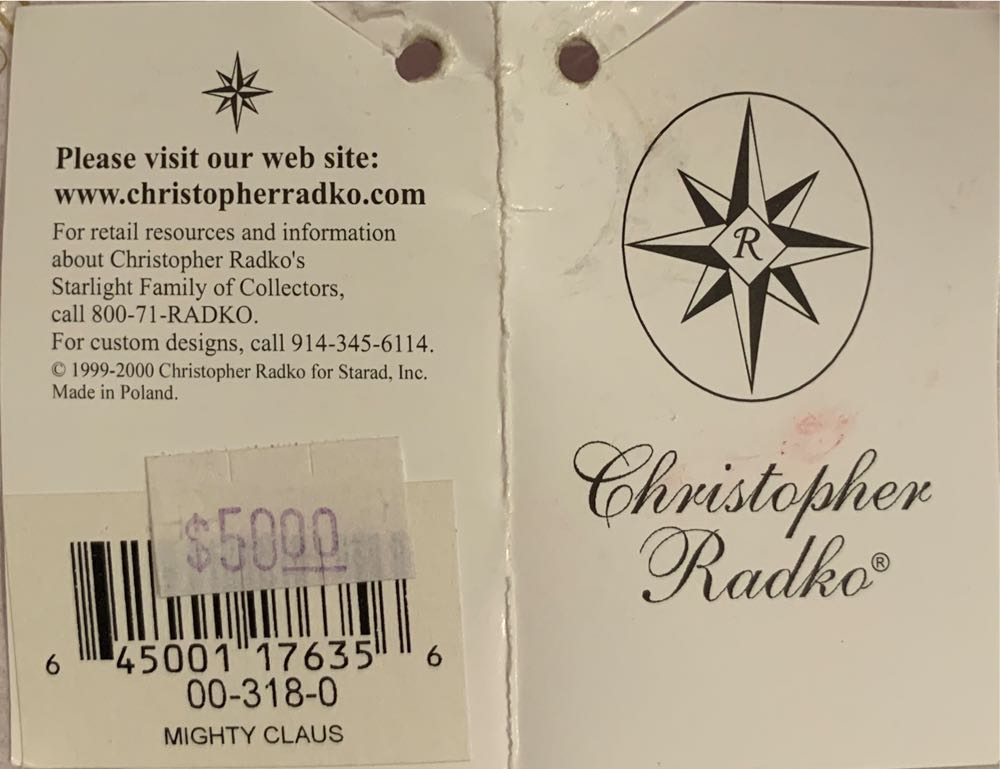 Please visit our web site:
www.christopherradko.com
For retail resources and information
about Christopher Radko's
Starlight Family of Collectors,
call 800-71-RADKO.
For custom designs, call 914-345-6114.
© 1999-2000 Christopher Radko for Starad, Inc.
Made in Poland.
$5000
6 45001 17635 6
00-318-0
MIGHTY CLAUS
R
Christopher
Radko®